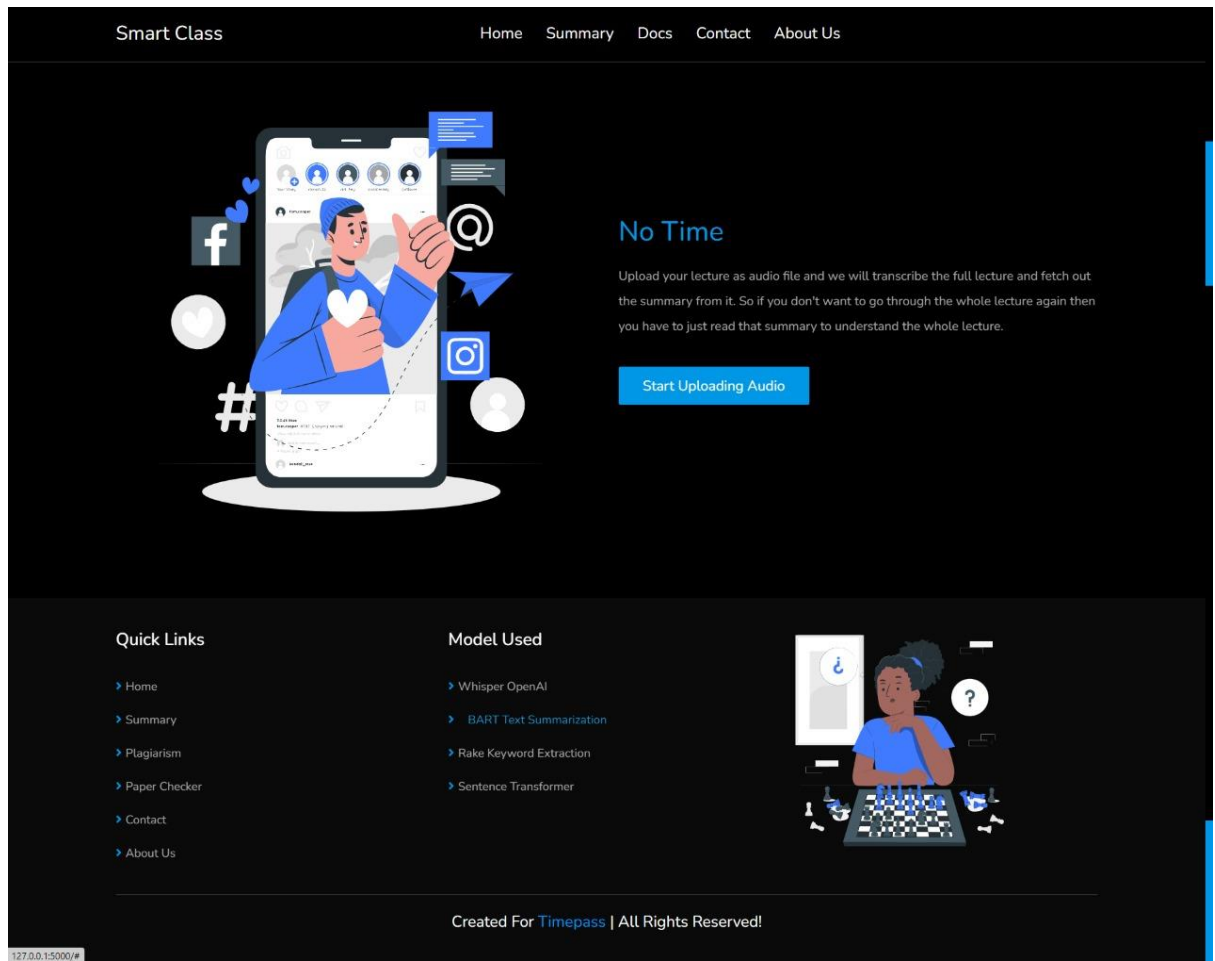 Smart Class
Home Summary Docs Contact About Us
No Time
Upload your lecture as audio file and we will transcribe the full lecture and fetch out
the summary from it. So if you don't want to go through the whole lecture again then
you have to just read that summary to understand the whole lecture.
Start Uploading Audio
Quick Links
Home
Summary
Plagiarism
Paper Checker
Contact
About Us
Model Used
Whisper OpenAI
BART Text Summarization
Rake Keyword Extraction
Sentence Transformer
Created For Timepass | All Rights Reserved!
127.0.0.1:5000/#